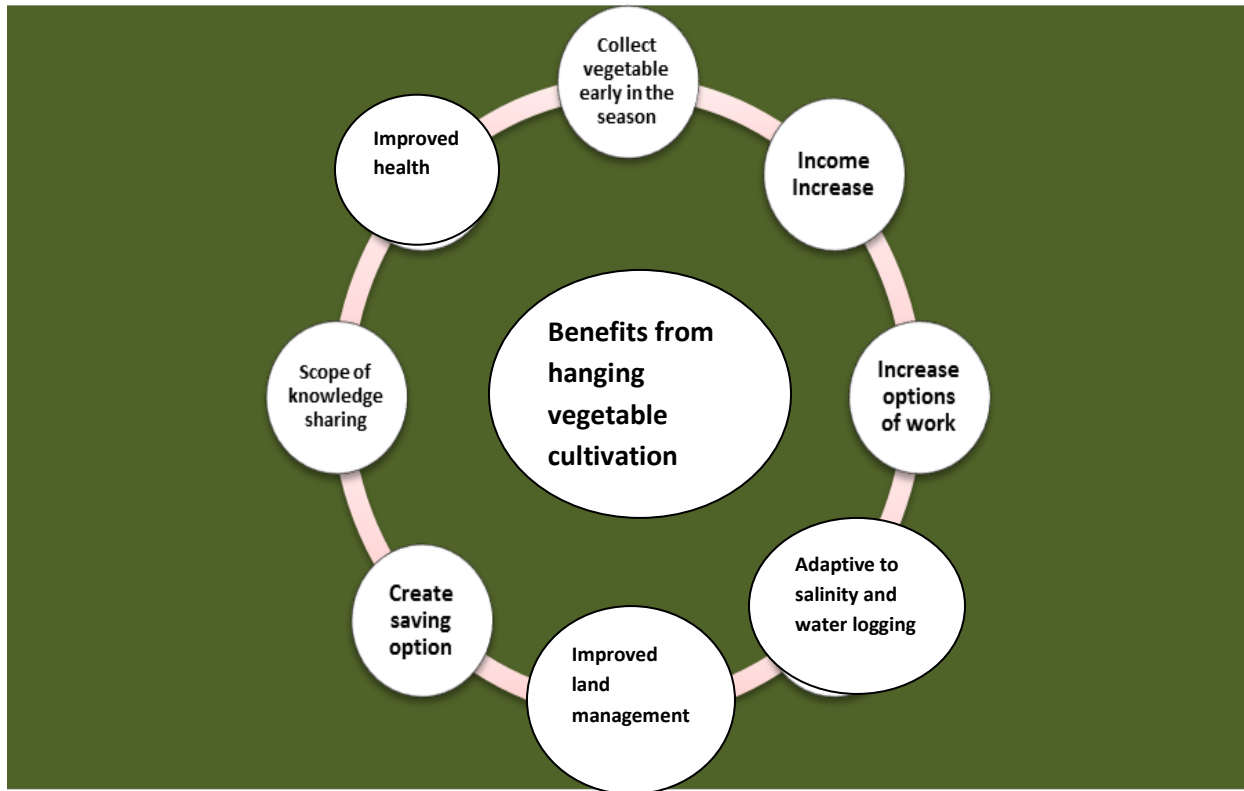 Collect
vegetable
early in the
season
Improved
health
Income
Increase
Benefits from
hanging
vegetable
cultivation
Scope of
knowledge
sharing
Increase
options
of work
Adaptive to
salinity and
water logging
Create
saving
option
Improved
land
management